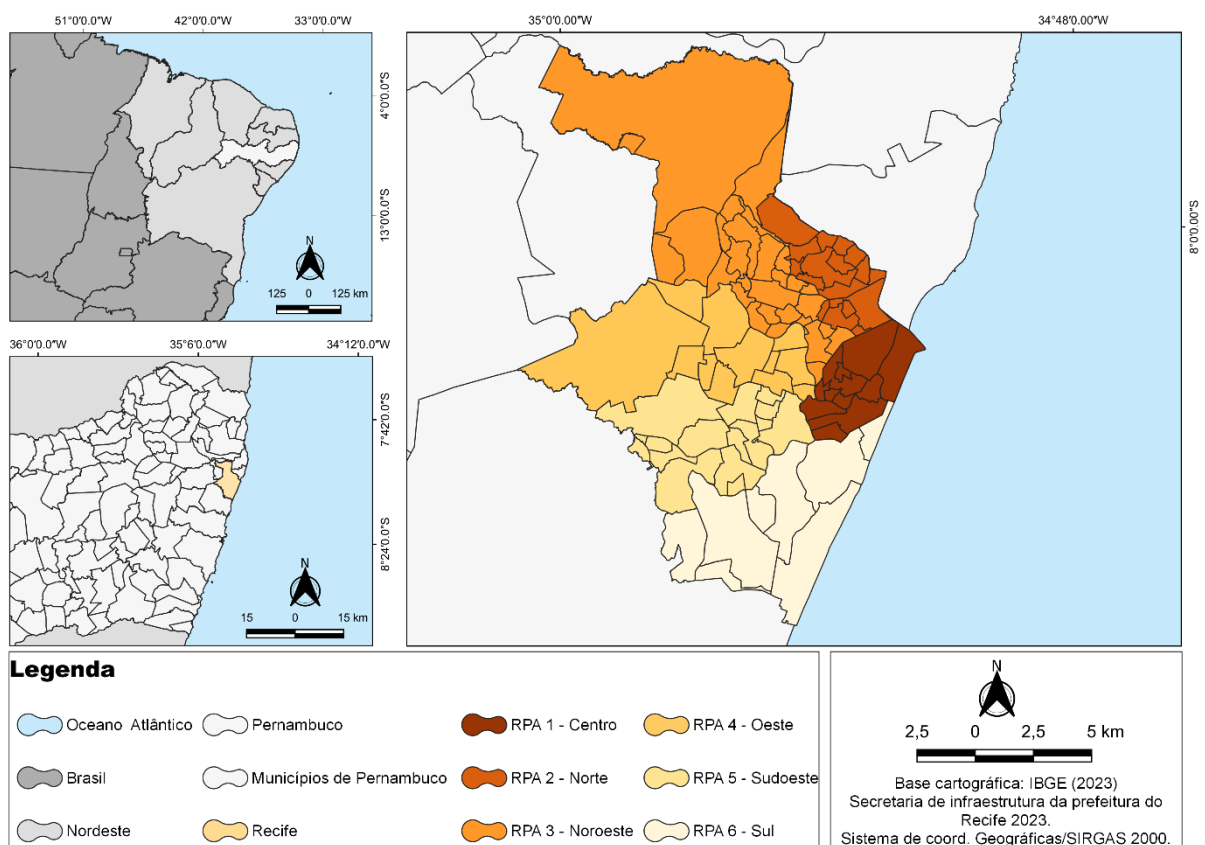 51°0'0.0"W
42°0'0.0"W
33°0'0.0"W
4°0'0.0"S
13°0'0.0"S
N
125 0 125 km
36°0'0.0"W
35°6'0.0"W
34°12'0.0"W
7°42'0.0"S
8°24'0.0"S
N
15 0 15 km
35°0'0.00"W
34°48'0.00"W
8°0'0.00"S
Legenda
Oceano Atlântico
Pernambuco
RPA 1 - Centro
RPA 4 - Oeste
Brasil
Municípios de Pernambuco
RPA 2 - Norte
RPA 5 - Sudoeste
Nordeste
Recife
RPA 3 - Noroeste
RPA 6 - Sul
N
2,5 0 2,5 5 km
Base cartográfica: IBGE (2023)
Secretaria de infraestrutura da prefeitura do
Recife 2023.
Sistema de coord. Geográficas/SIRGAS 2000.